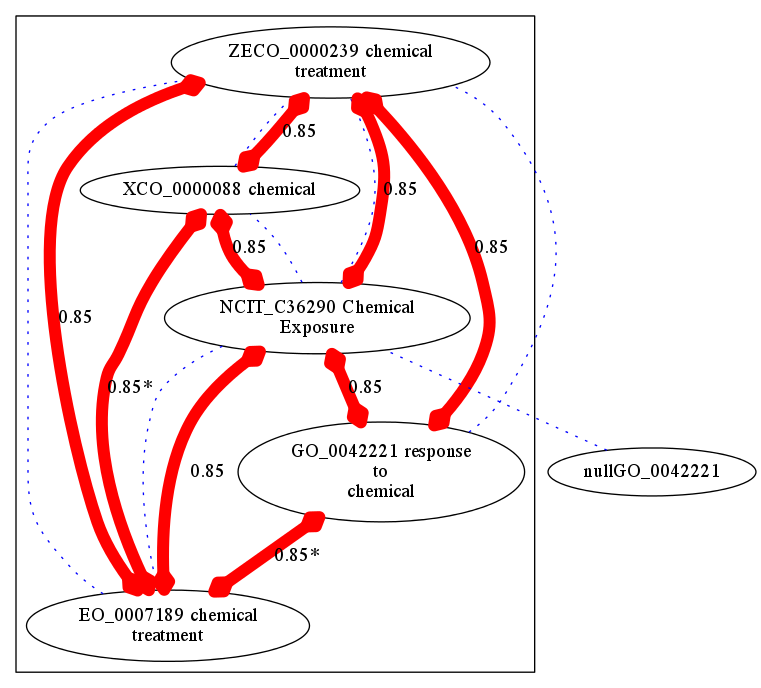 ZECO_0000239 chemical
treatment
0.85
XCO_0000088 chemical
0.85
0.85
0.85
NCIT_C36290 Chemical
Exposure
0.85
0.85*
0.85
GO_0042221 response
to
chemical
0.85
nullGO_0042221
0.85*
EO_0007189 chemical
treatment